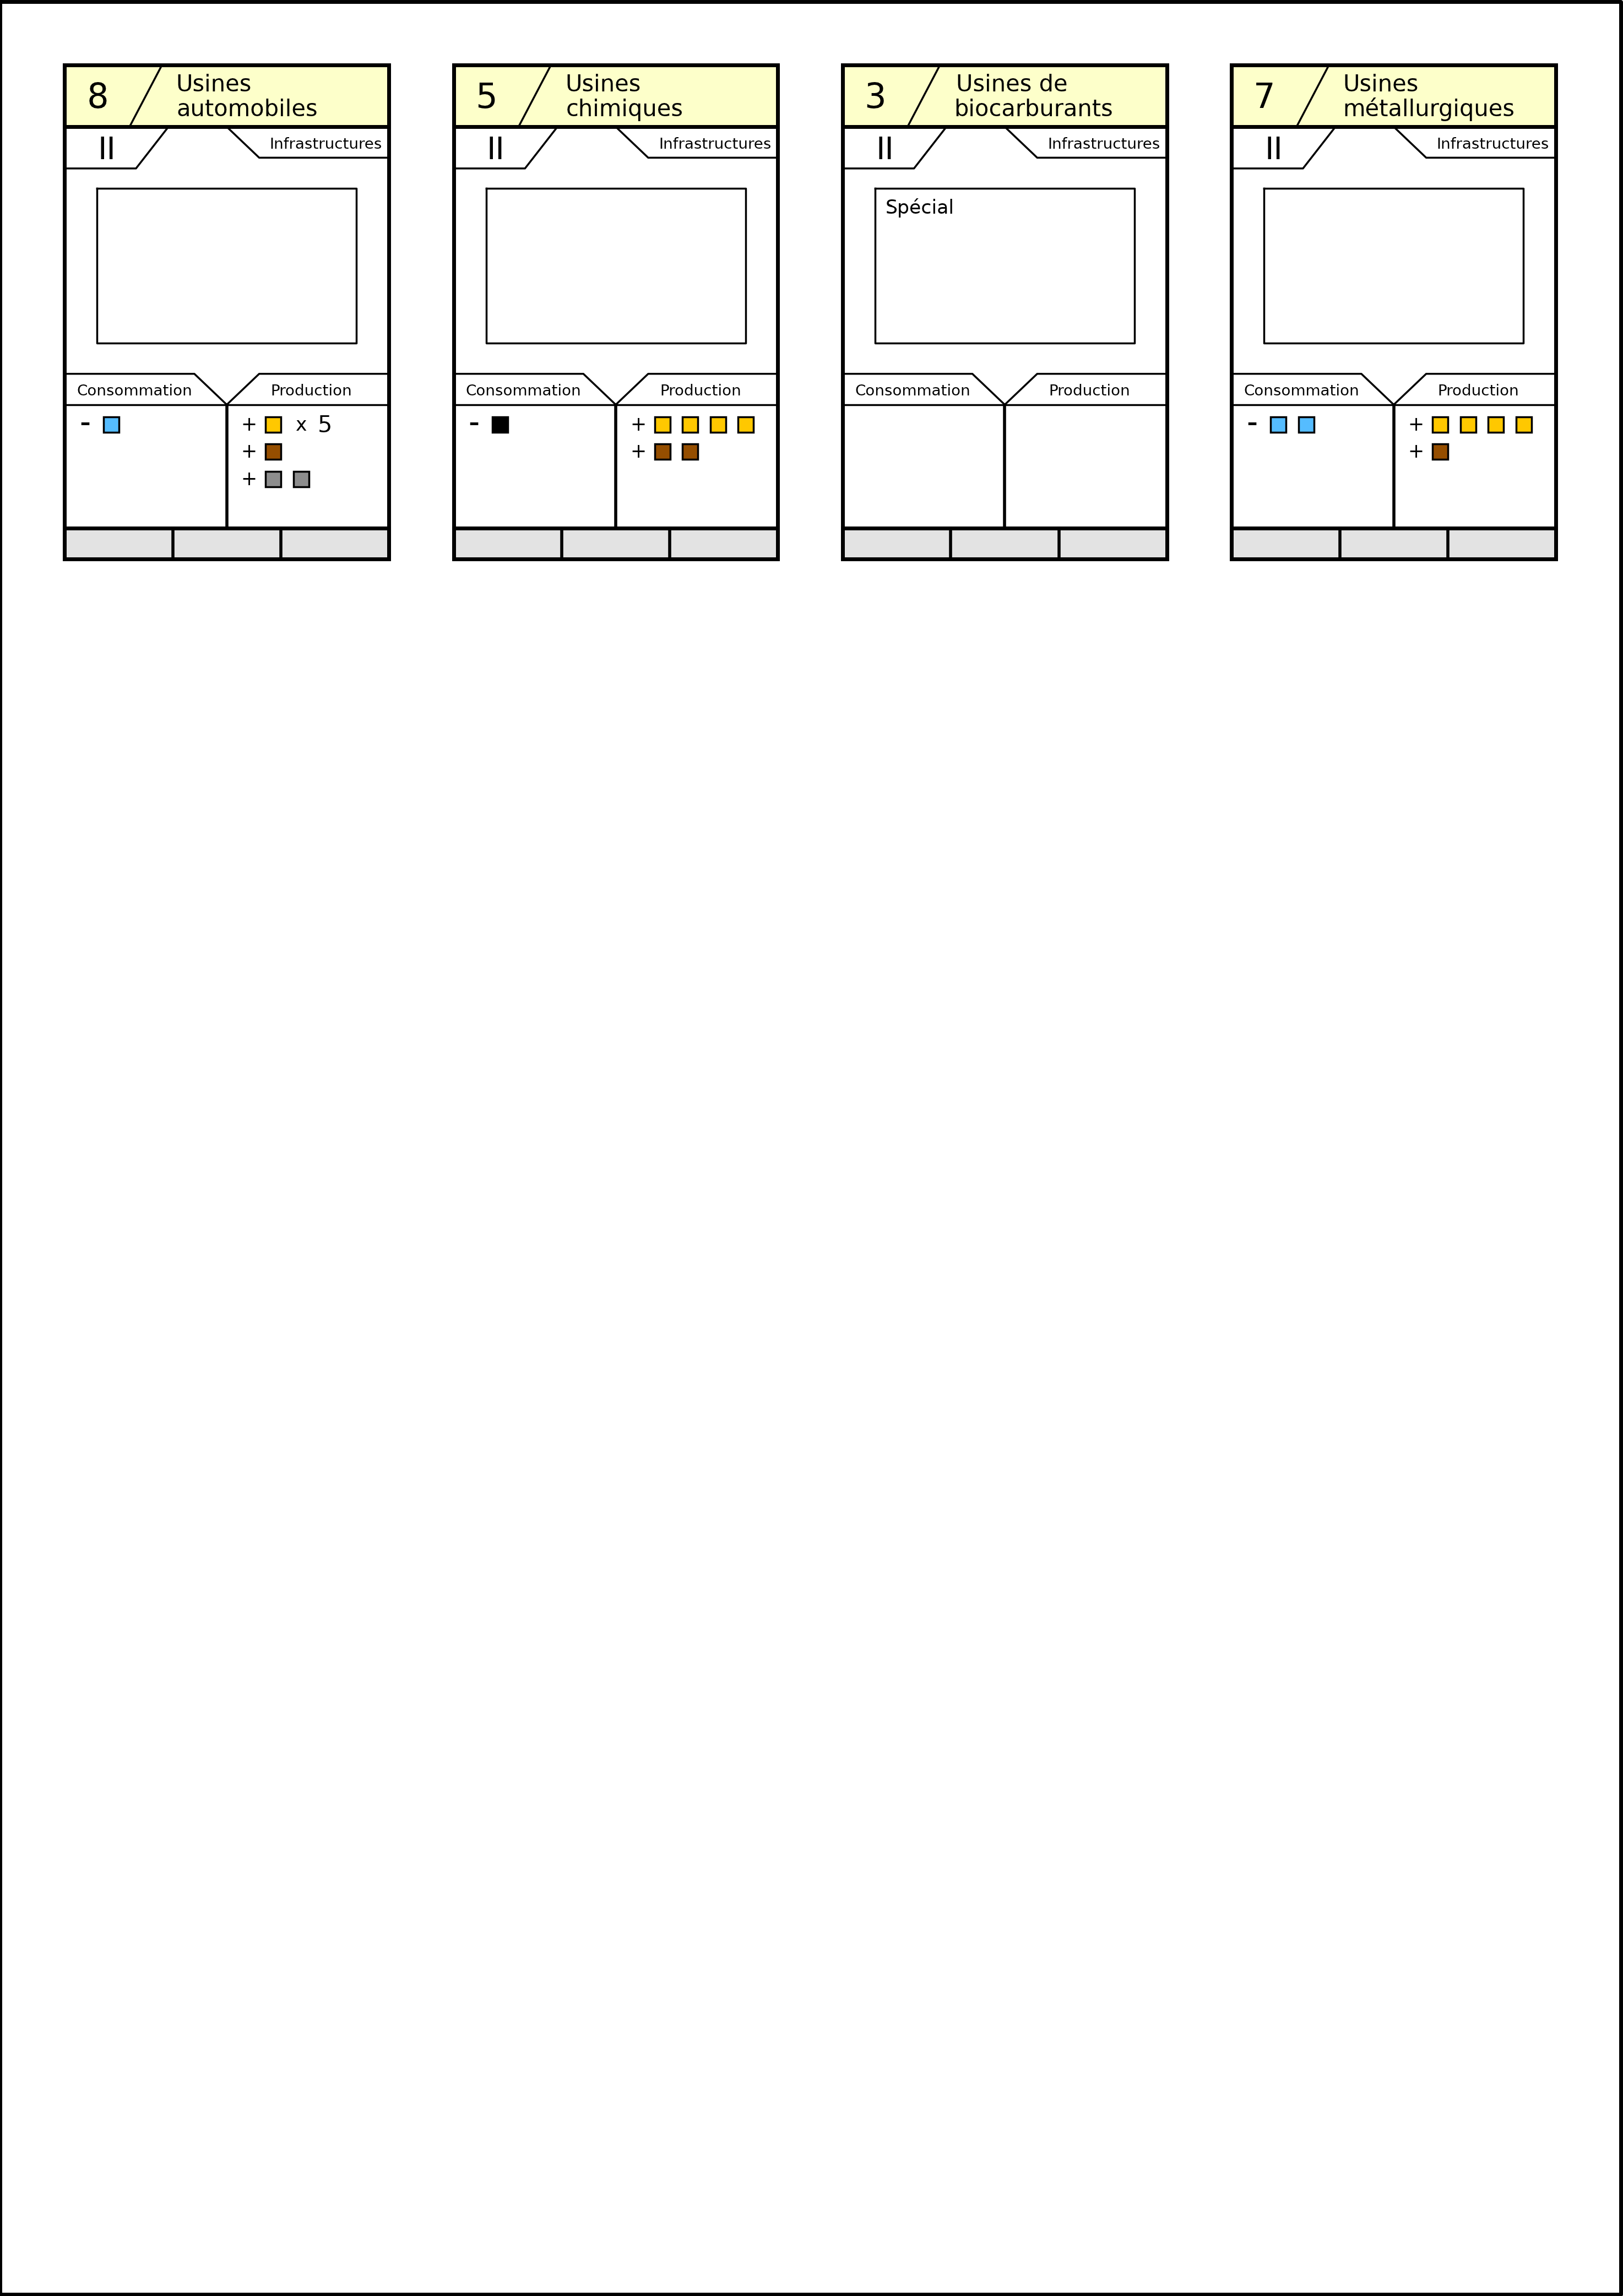 8
Usines
automobiles
II
Infrastructures
Consommation
Production
-
+ x 5
+
+
5
Usines
chimiques
II
Infrastructures
Consommation
Production
-
+
+
3
Usines de
biocarburants
II
Infrastructures
Spécial
Consommation
Production
7
Usines
métallurgiques
II
Infrastructures
Consommation
Production
-
+
+